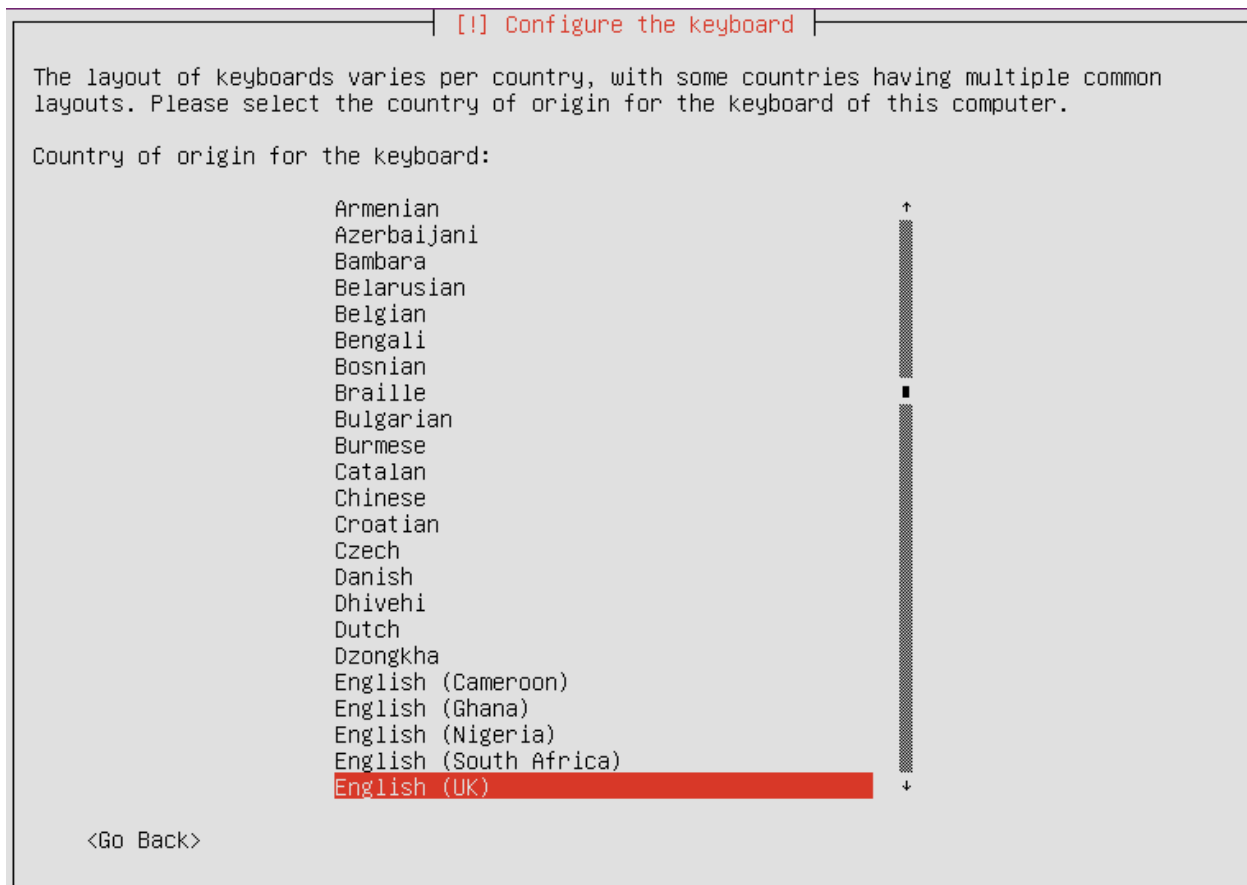 [!] Configure the keyboard
The layout of keyboards varies per country, with some countries having multiple common
layouts. Please select the country of origin for the keyboard of this computer.
Country of origin for the keyboard:
Armenian
Azerbaijani
Bambara
Belarusian
Belgian
Bengali
Bosnian
Braille
Bulgarian
Burmese
Catalan
Chinese
Croatian
Czech
Danish
Dhivehi
Dutch
Dzongkha
English (Cameroon)
English (Ghana)
English (Nigeria)
English (South Africa)
English (UK)
<Go Back>